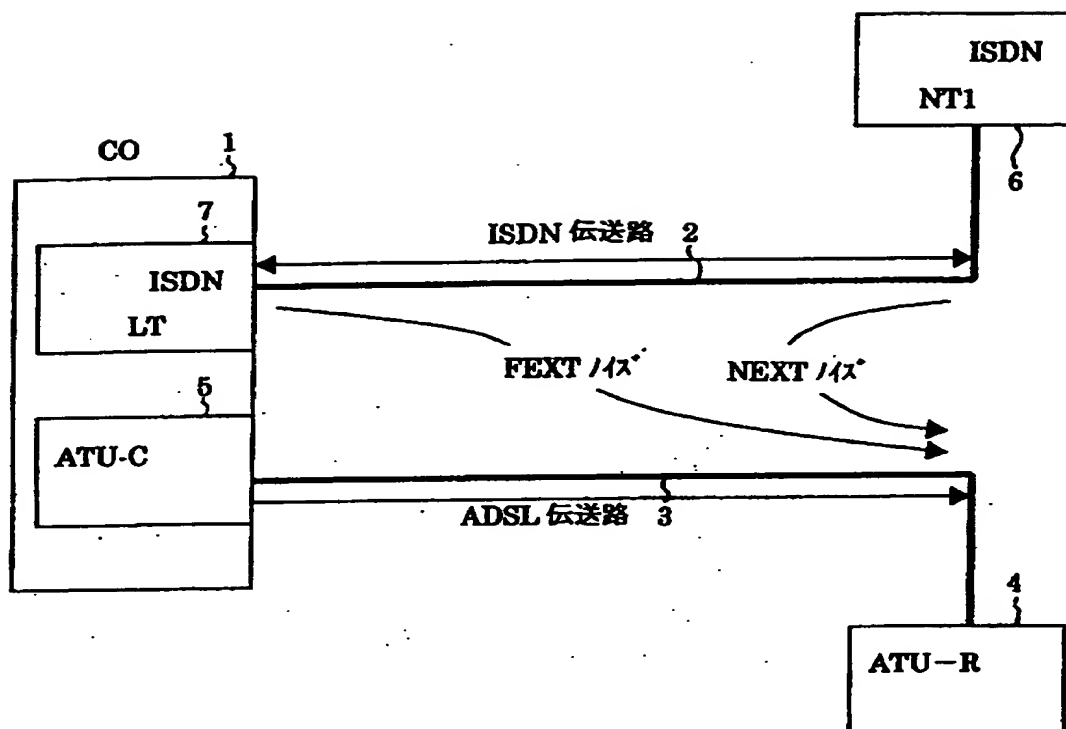 ISDN
NT1
6
CO
1
7
ISDN
LT
ISDN 伝送路 2
FEXT ノイズ
NEXT ノイズ
5
ATU-C
ADSL 伝送路 3
4
ATU－R